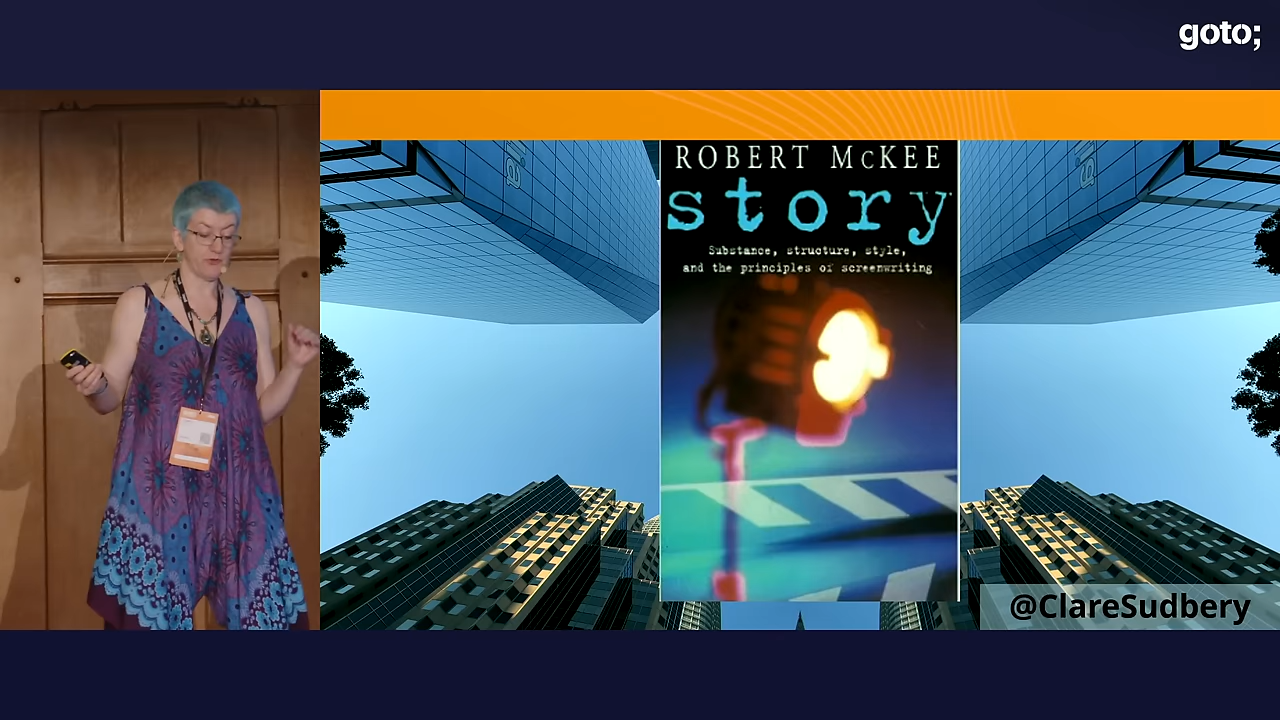 goto;
ROBERT McKEE
story
Substance, structure, style,
and the principles of screenwriting
@ClareSudbery